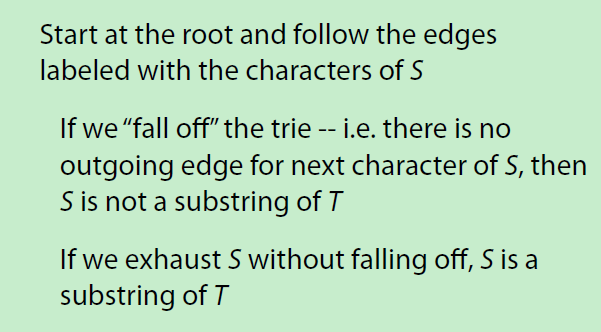 Start at the root and follow the edges
labeled with the characters of S
If we “fall off” the trie -- i.e. there is no
outgoing edge for next character of S, then
S is not a substring of T
If we exhaust S without falling off, S is a
substring of T